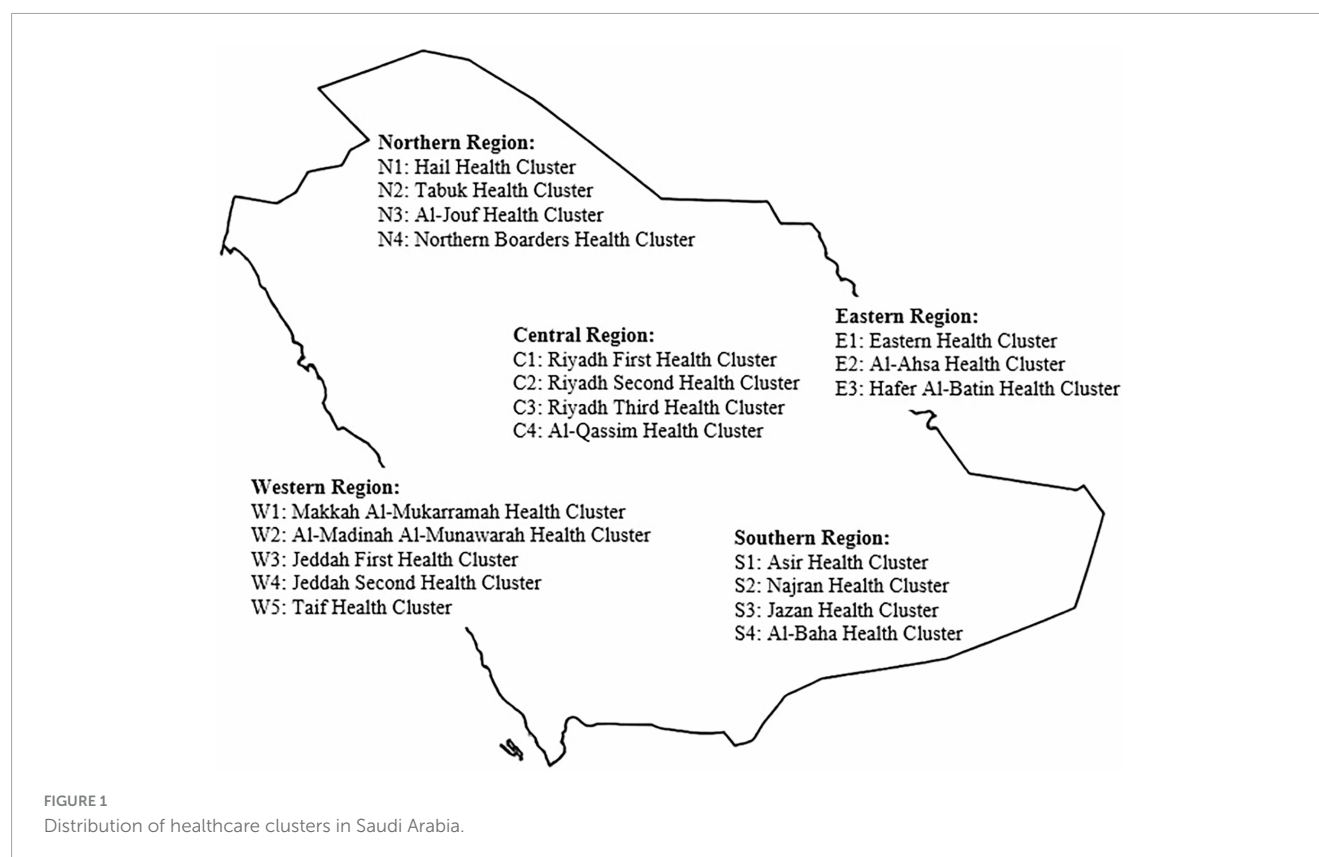 Northern Region:
N1: Hail Health Cluster
N2: Tabuk Health Cluster
N3: Al-Jouf Health Cluster
N4: Northern Boarders Health Cluster
Eastern Region:
E1: Eastern Health Cluster
E2: Al-Ahsa Health Cluster
E3: Hafer Al-Batin Health Cluster
Central Region:
C1: Riyadh First Health Cluster
C2: Riyadh Second Health Cluster
C3: Riyadh Third Health Cluster
C4: Al-Qassim Health Cluster
Western Region:
W1: Makkah Al-Mukarramah Health Cluster
W2: Al-Madinah Al-Munawarah Health Cluster
W3: Jeddah First Health Cluster
W4: Jeddah Second Health Cluster
W5: Taif Health Cluster
Southern Region:
S1: Asir Health Cluster
S2: Najran Health Cluster
S3: Jazan Health Cluster
S4: Al-Baha Health Cluster
FIGURE 1
Distribution of healthcare clusters in Saudi Arabia.